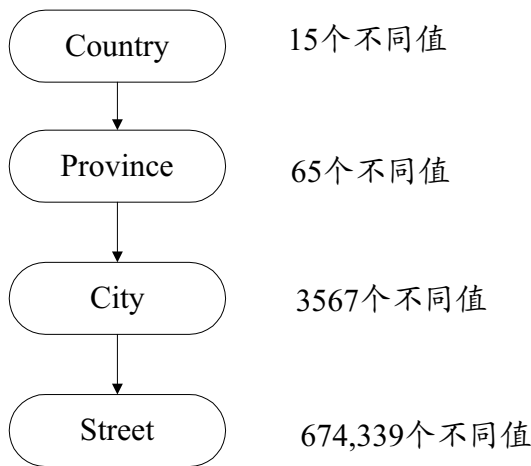 Country
15个不同值
Province
65个不同值
City
3567个不同值
Street
674,339个不同值